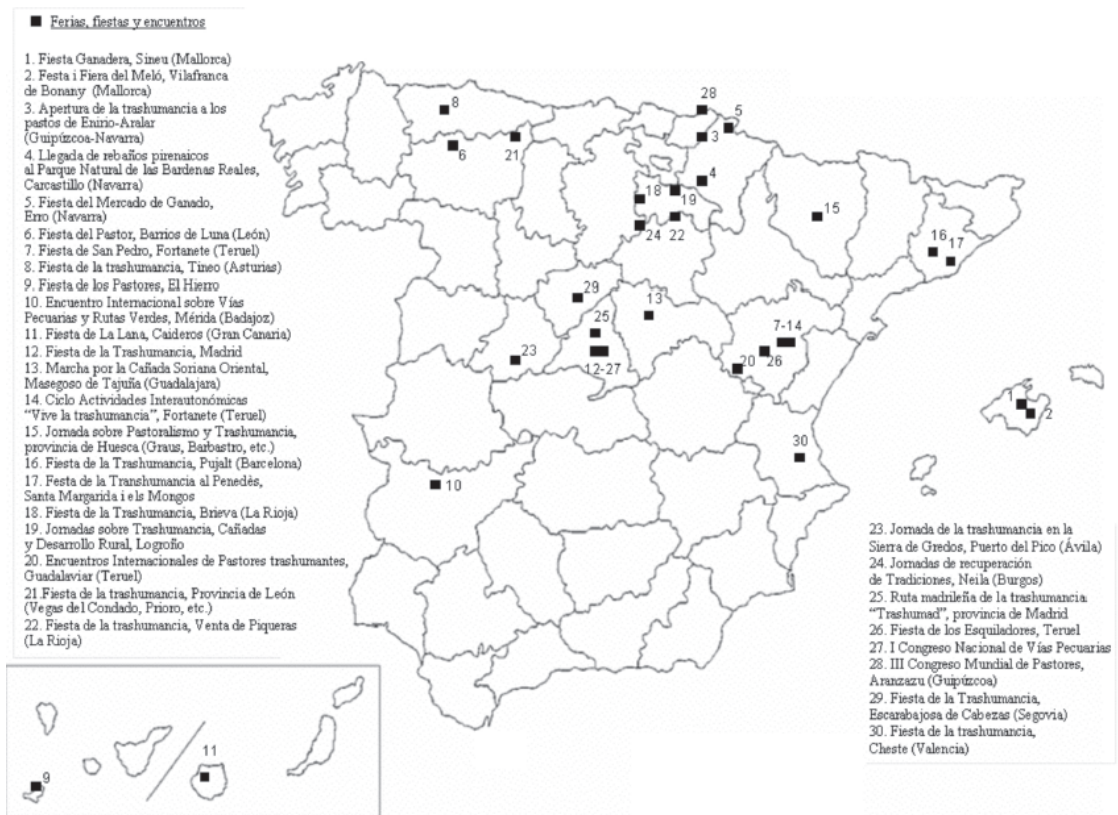 Ferias, fiestas y encuentros
1. Fiesta Ganadera, Sineu (Mallorca)
2. Festa i Fiera del Meló, Vilafranca
de Bonany (Mallorca)
3. Apertura de la trashumancia a los
pastos de Enirio-Aralar
(Guipúzcoa-Navarra)
4. Llegada de rebaños pirenaicos
al Parque Natural de las Bardenas Reales,
Carcastillo (Navarra)
5. Fiesta del Mercado de Ganado,
Erro (Navarra)
6. Fiesta del Pastor, Barrios de Luna (León)
7. Fiesta de San Pedro, Fortanete (Teruel)
8. Fiesta de la trashumancia, Tineo (Asturias)
9. Fiesta de los Pastores, El Hierro
10. Encuentro Internacional sobre Vías
Pecuarias y Rutas Verdes, Mérida (Badajoz)
11. Fiesta de La Lana, Caideros (Gran Canaria)
12. Fiesta de la Trashumancia, Madrid
13. Marcha por la Cañada Soriana Oriental,
Masegoso de Tajuña (Guadalajara)
14. Ciclo Actividades Interautonómicas
“Vive la trashumancia”, Fortanete (Teruel)
15. Jornada sobre Pastoralismo y Trashumancia,
provincia de Huesca (Graus, Barbastro, etc.)
16. Fiesta de la Trashumancia, Pujalt (Barcelona)
17. Festa de la Transhumancia al Penedès,
Santa Margarida i els Mongos
18. Fiesta de la Trashumancia, Brieva (La Rioja)
19. Jornadas sobre Trashumancia, Cañadas
y Desarrollo Rural, Logroño
20. Encuentros Internacionales de Pastores trashumantes,
Guadalaviar (Teruel)
21.Fiesta de la trashumancia, Provincia de León
(Vegas del Condado, Prioro, etc.)
22. Fiesta de la trashumancia, Venta de Piqueras
(La Rioja)
23. Jornada de la trashumancia en la
Sierra de Gredos, Puerto del Pico (Ávila)
24. Jornadas de recuperación
de Tradiciones, Neila (Burgos)
25. Ruta madrileña de la trashumancia
“Trashumad”, provincia de Madrid
26. Fiesta de los Esquiladores, Teruel
27. I Congreso Nacional de Vías Pecuarias
28. III Congreso Mundial de Pastores,
Aranzazu (Guipúzcoa)
29. Fiesta de la Trashumancia,
Escarabajosa de Cabezas (Segovia)
30. Fiesta de la trashumancia,
Cheste (Valencia)
28
8
5
3
6
21
4
18
19
15
24
22
16
17
29
13
25
7-14
23
12-27
20
26
1
2
30
10
11
9